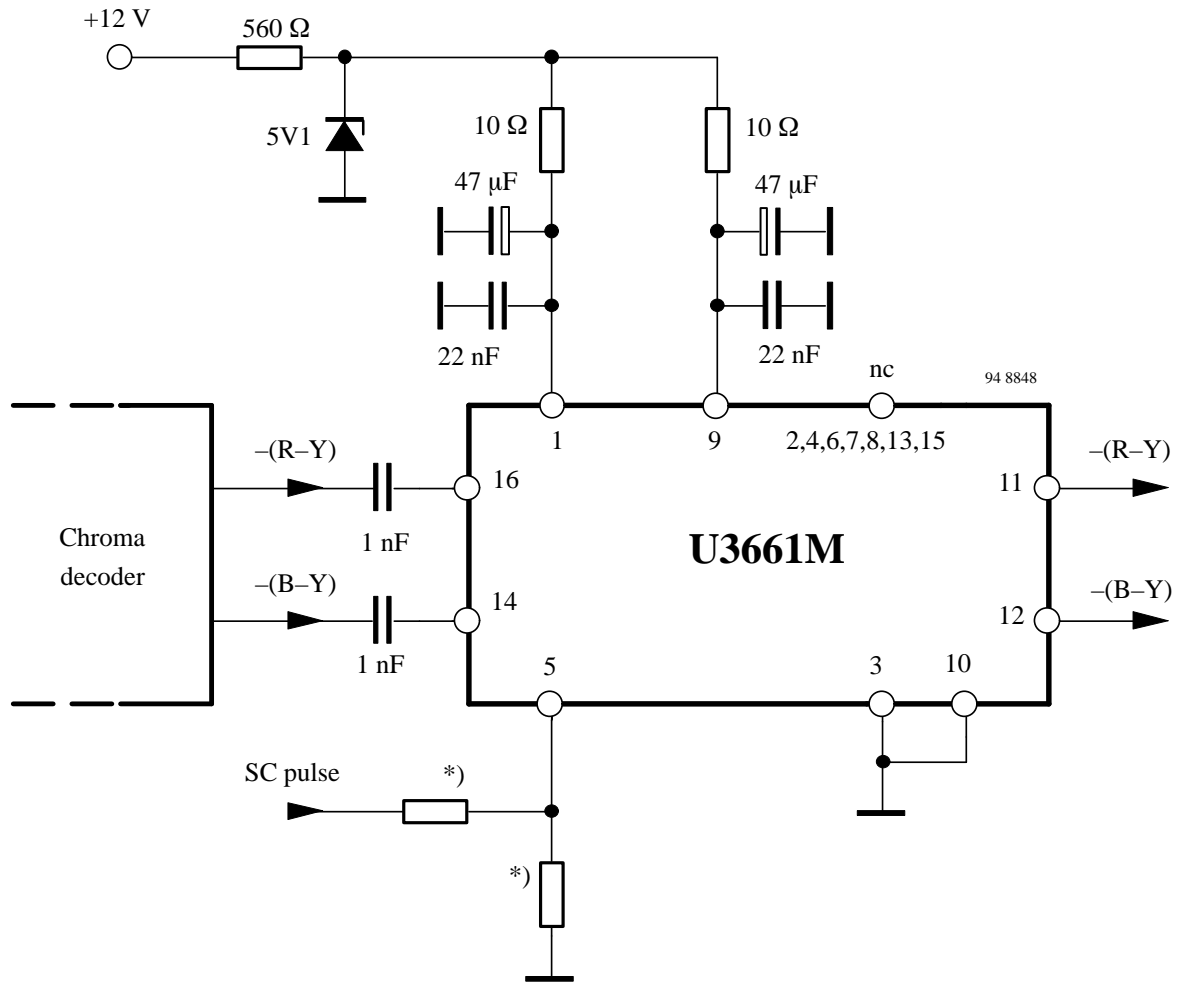 +12 V
560 Ω
5V1
10 Ω
10 Ω
47 μF
47 μF
22 nF
22 nF
nc
94 8848
1
9
2,4,6,7,8,13,15
–(R–Y)
16
11
–(R–Y)
1 nF
Chroma
decoder
U3661M
–(B–Y)
14
12
–(B–Y)
1 nF
5
3
10
SC pulse
*)
*)